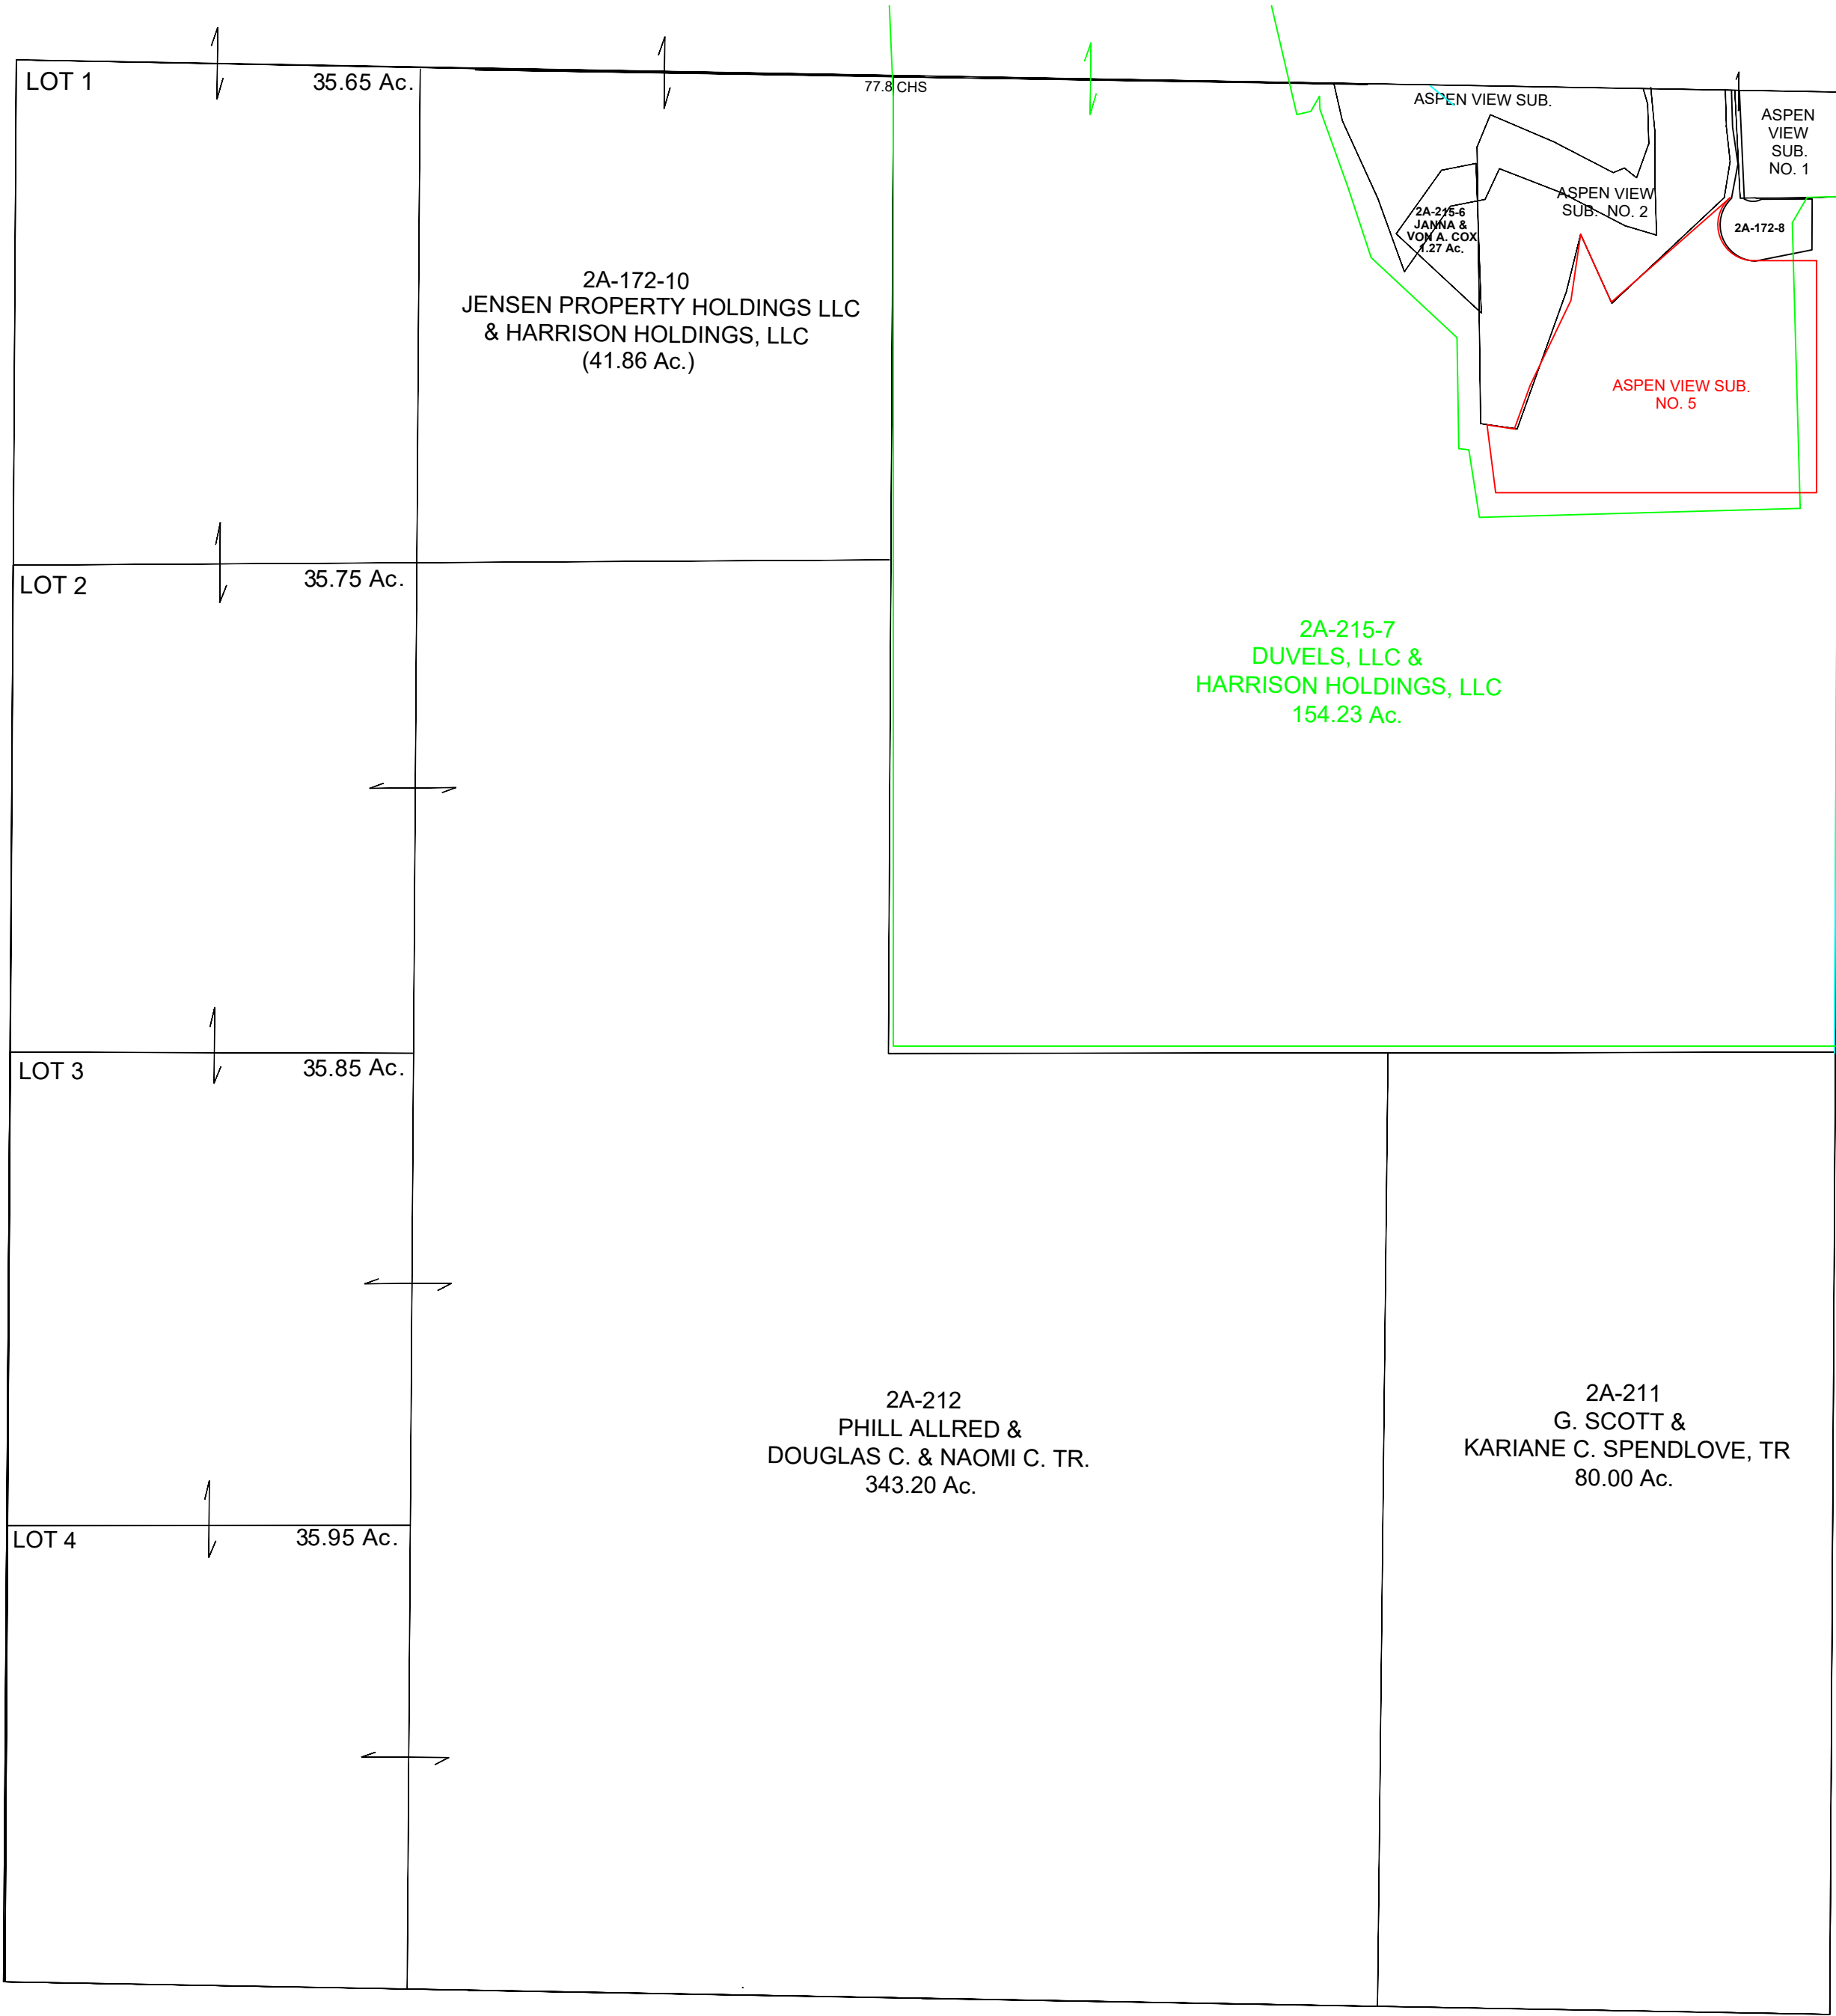 LOT 1
35.65 Ac.
77.8 CHS
ASPEN VIEW SUB.
ASPEN
VIEW
SUB.
NO. 1
ASPEN VIEW
SUB. NO. 2
2A-215-6
JANNA &
VON A. COX
1.27 Ac.
2A-172-8
2A-172-10
JENSEN PROPERTY HOLDINGS LLC
& HARRISON HOLDINGS, LLC
(41.86 Ac.)
ASPEN VIEW SUB.
NO. 5
LOT 2
35.75 Ac.
2A-215-7
DUVELS, LLC &
HARRISON HOLDINGS, LLC
154.23 Ac.
LOT 3
35.85 Ac.
2A-212
PHILL ALLRED &
DOUGLAS C. & NAOMI C. TR.
343.20 Ac.
2A-211
G. SCOTT &
KARIANE C. SPENDLOVE, TR
80.00 Ac.
LOT 4
35.95 Ac.